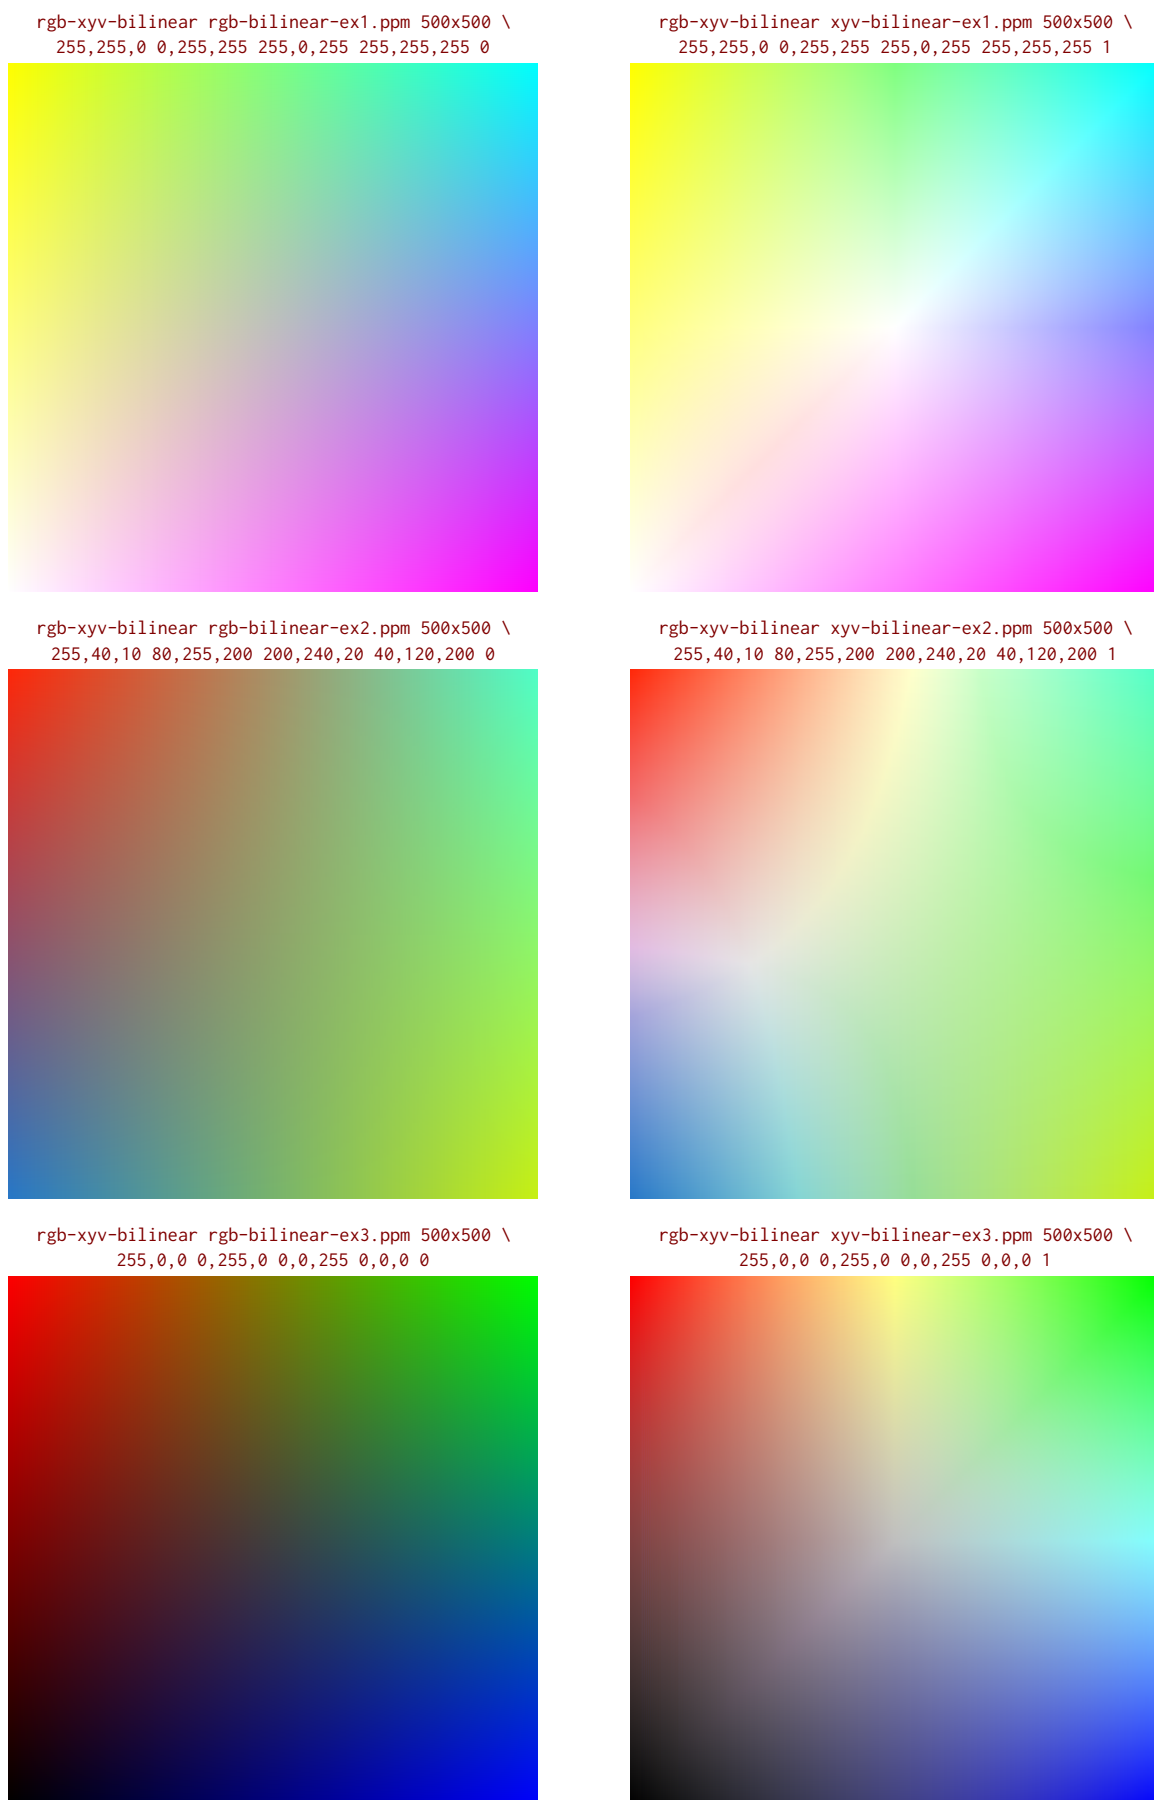 rgb-xyv-bilinear rgb-bilinear-ex1.ppm 500x500 \
255,255,0 0,255,255 255,0,255 255,255,255 0
rgb-xyv-bilinear xyv-bilinear-ex1.ppm 500x500 \
255,255,0 0,255,255 255,0,255 255,255,255 1
rgb-xyv-bilinear rgb-bilinear-ex2.ppm 500x500 \
255,40,10 80,255,200 200,240,20 40,120,200 0
rgb-xyv-bilinear xyv-bilinear-ex2.ppm 500x500 \
255,40,10 80,255,200 200,240,20 40,120,200 1
rgb-xyv-bilinear rgb-bilinear-ex3.ppm 500x500 \
255,0,0 0,255,0 0,0,255 0,0,0 0
rgb-xyv-bilinear xyv-bilinear-ex3.ppm 500x500 \
255,0,0 0,255,0 0,0,255 0,0,0 1